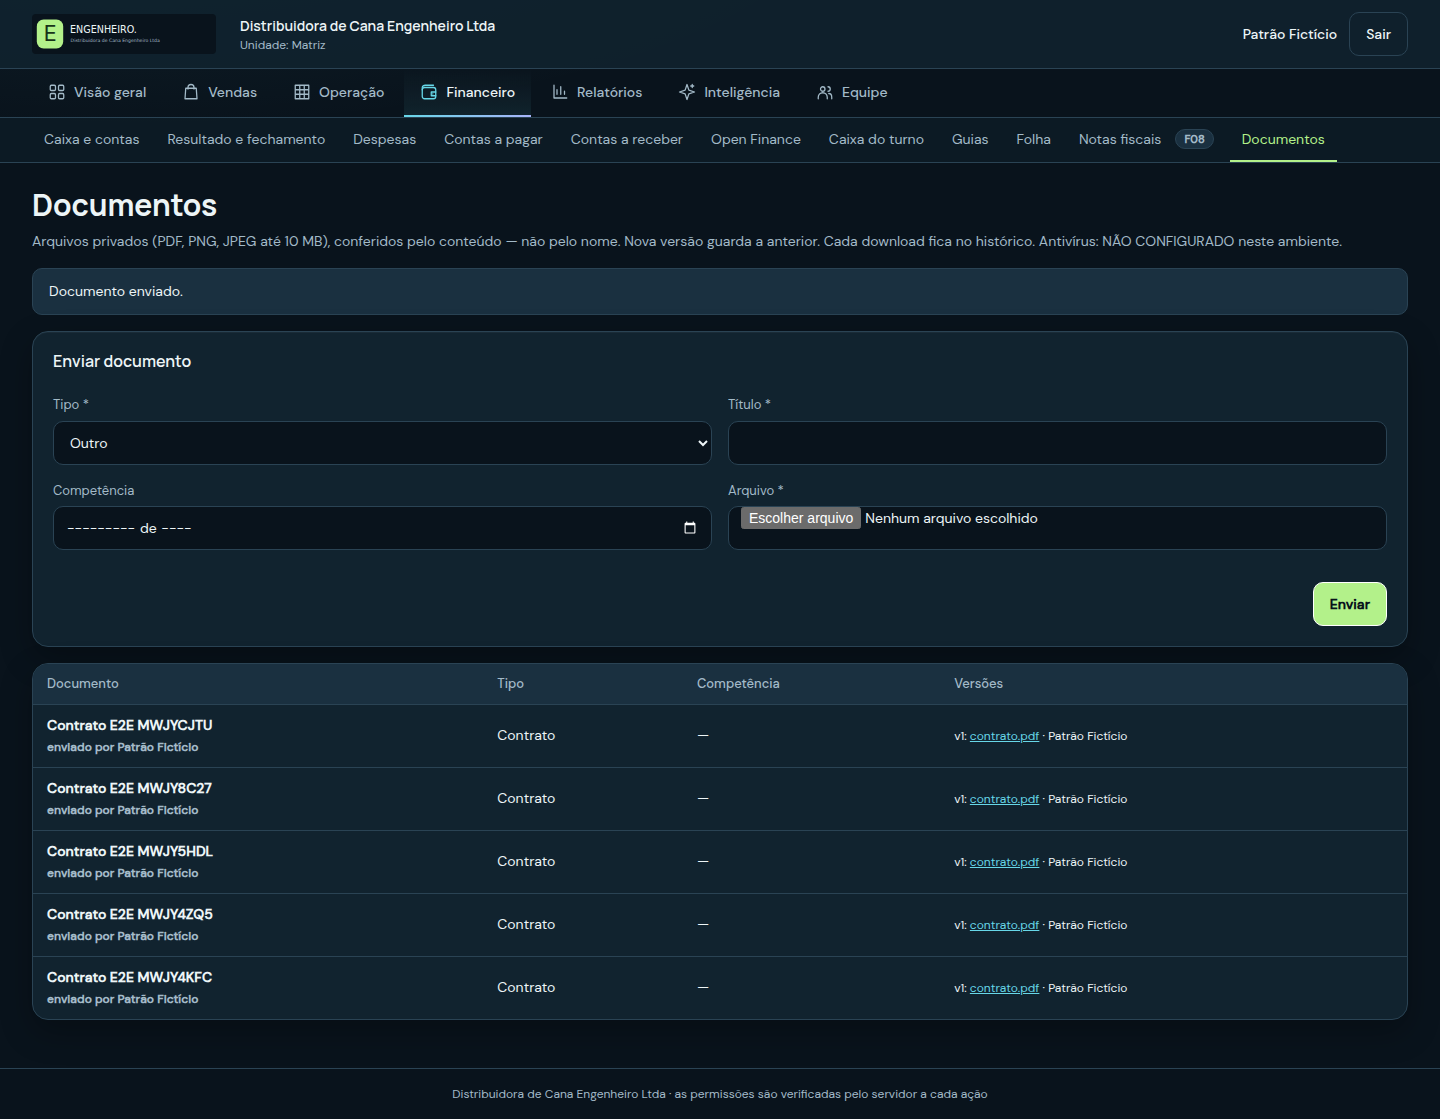 E ENGENHEIRO.
Distribuidora de Cana Engenheiro Ltda
Distribuidora de Cana Engenheiro Ltda
Unidade: Matriz
Patrão Fictício
Sair
Visão geral
Vendas
Operação
Financeiro
Relatórios
Inteligência
Equipe
Caixa e contas
Resultado e fechamento
Despesas
Contas a pagar
Contas a receber
Open Finance
Caixa do turno
Guias
Folha
Notas fiscais F08
Documentos
Documentos
Arquivos privados (PDF, PNG, JPEG até 10 MB), conferidos pelo conteúdo — não pelo nome. Nova versão guarda a anterior. Cada download fica no histórico. Antivírus: NÃO CONFIGURADO neste ambiente.
Documento enviado.
Enviar documento
Tipo *
Título *
Outro
Competência
Arquivo *
--------- de ----
Escolher arquivo Nenhum arquivo escolhido
Enviar
Documento Tipo Competência Versões
Contrato E2E MWJYCJTU
enviado por Patrão Fictício
Contrato — v1: contrato.pdf · Patrão Fictício
Contrato E2E MWJY8C27
enviado por Patrão Fictício
Contrato — v1: contrato.pdf · Patrão Fictício
Contrato E2E MWJY5HDL
enviado por Patrão Fictício
Contrato — v1: contrato.pdf · Patrão Fictício
Contrato E2E MWJY4ZQ5
enviado por Patrão Fictício
Contrato — v1: contrato.pdf · Patrão Fictício
Contrato E2E MWJY4KFC
enviado por Patrão Fictício
Contrato — v1: contrato.pdf · Patrão Fictício
Distribuidora de Cana Engenheiro Ltda · as permissões são verificadas pelo servidor a cada ação